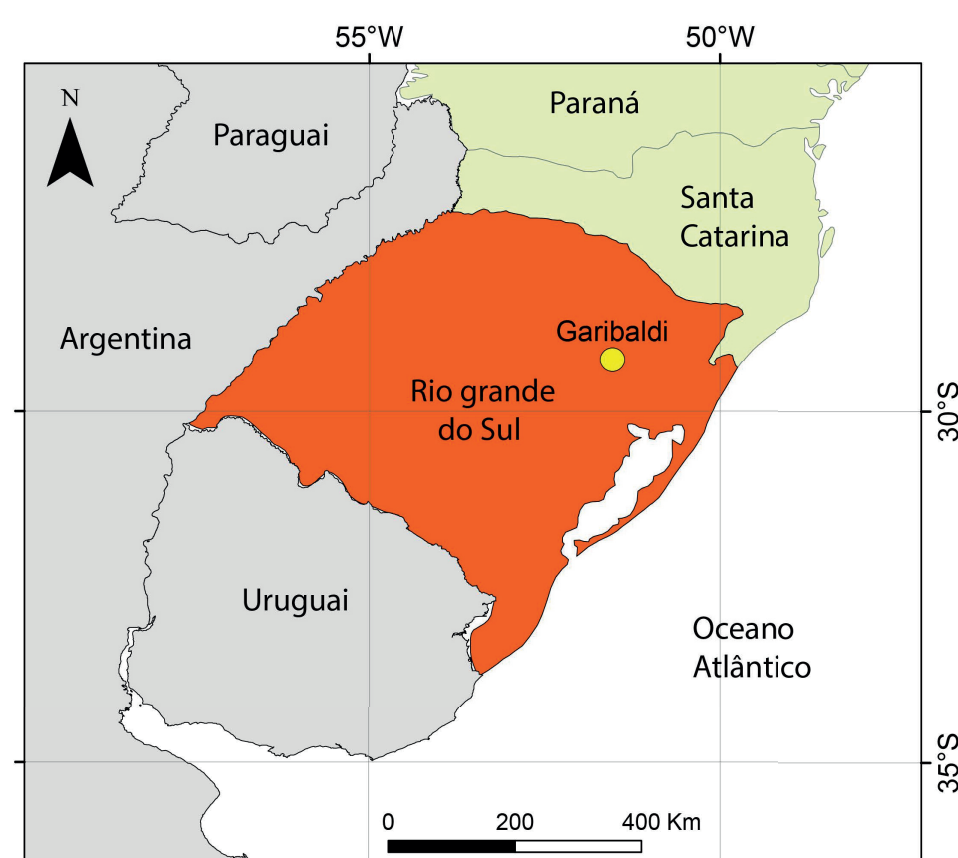 55°W
50°W
N
Paraguai
Paraná
Santa
Catarina
Argentina
Garibaldi
Rio grande
do Sul
30°S
Uruguai
Oceano
Atlântico
35°S
0 200 400 Km